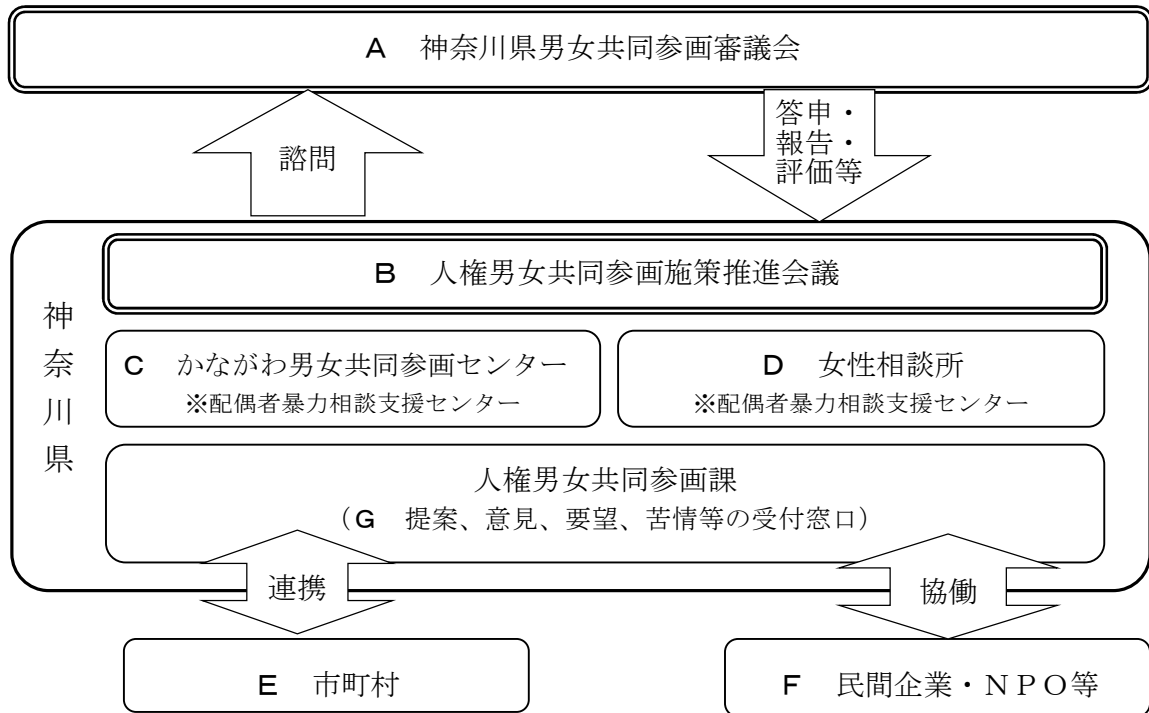 A 神奈川県男女共同参画審議会
諮問
答申・
報告・
評価等
神奈川県
B 人権男女共同参画施策推進会議
C かながわ男女共同参画センター
※配偶者暴力相談支援センター
D 女性相談所
※配偶者暴力相談支援センター
人権男女共同参画課
(G 提案、意見、要望、苦情等の受付窓口)
連携
協働
E 市町村
F 民間企業・NPO等